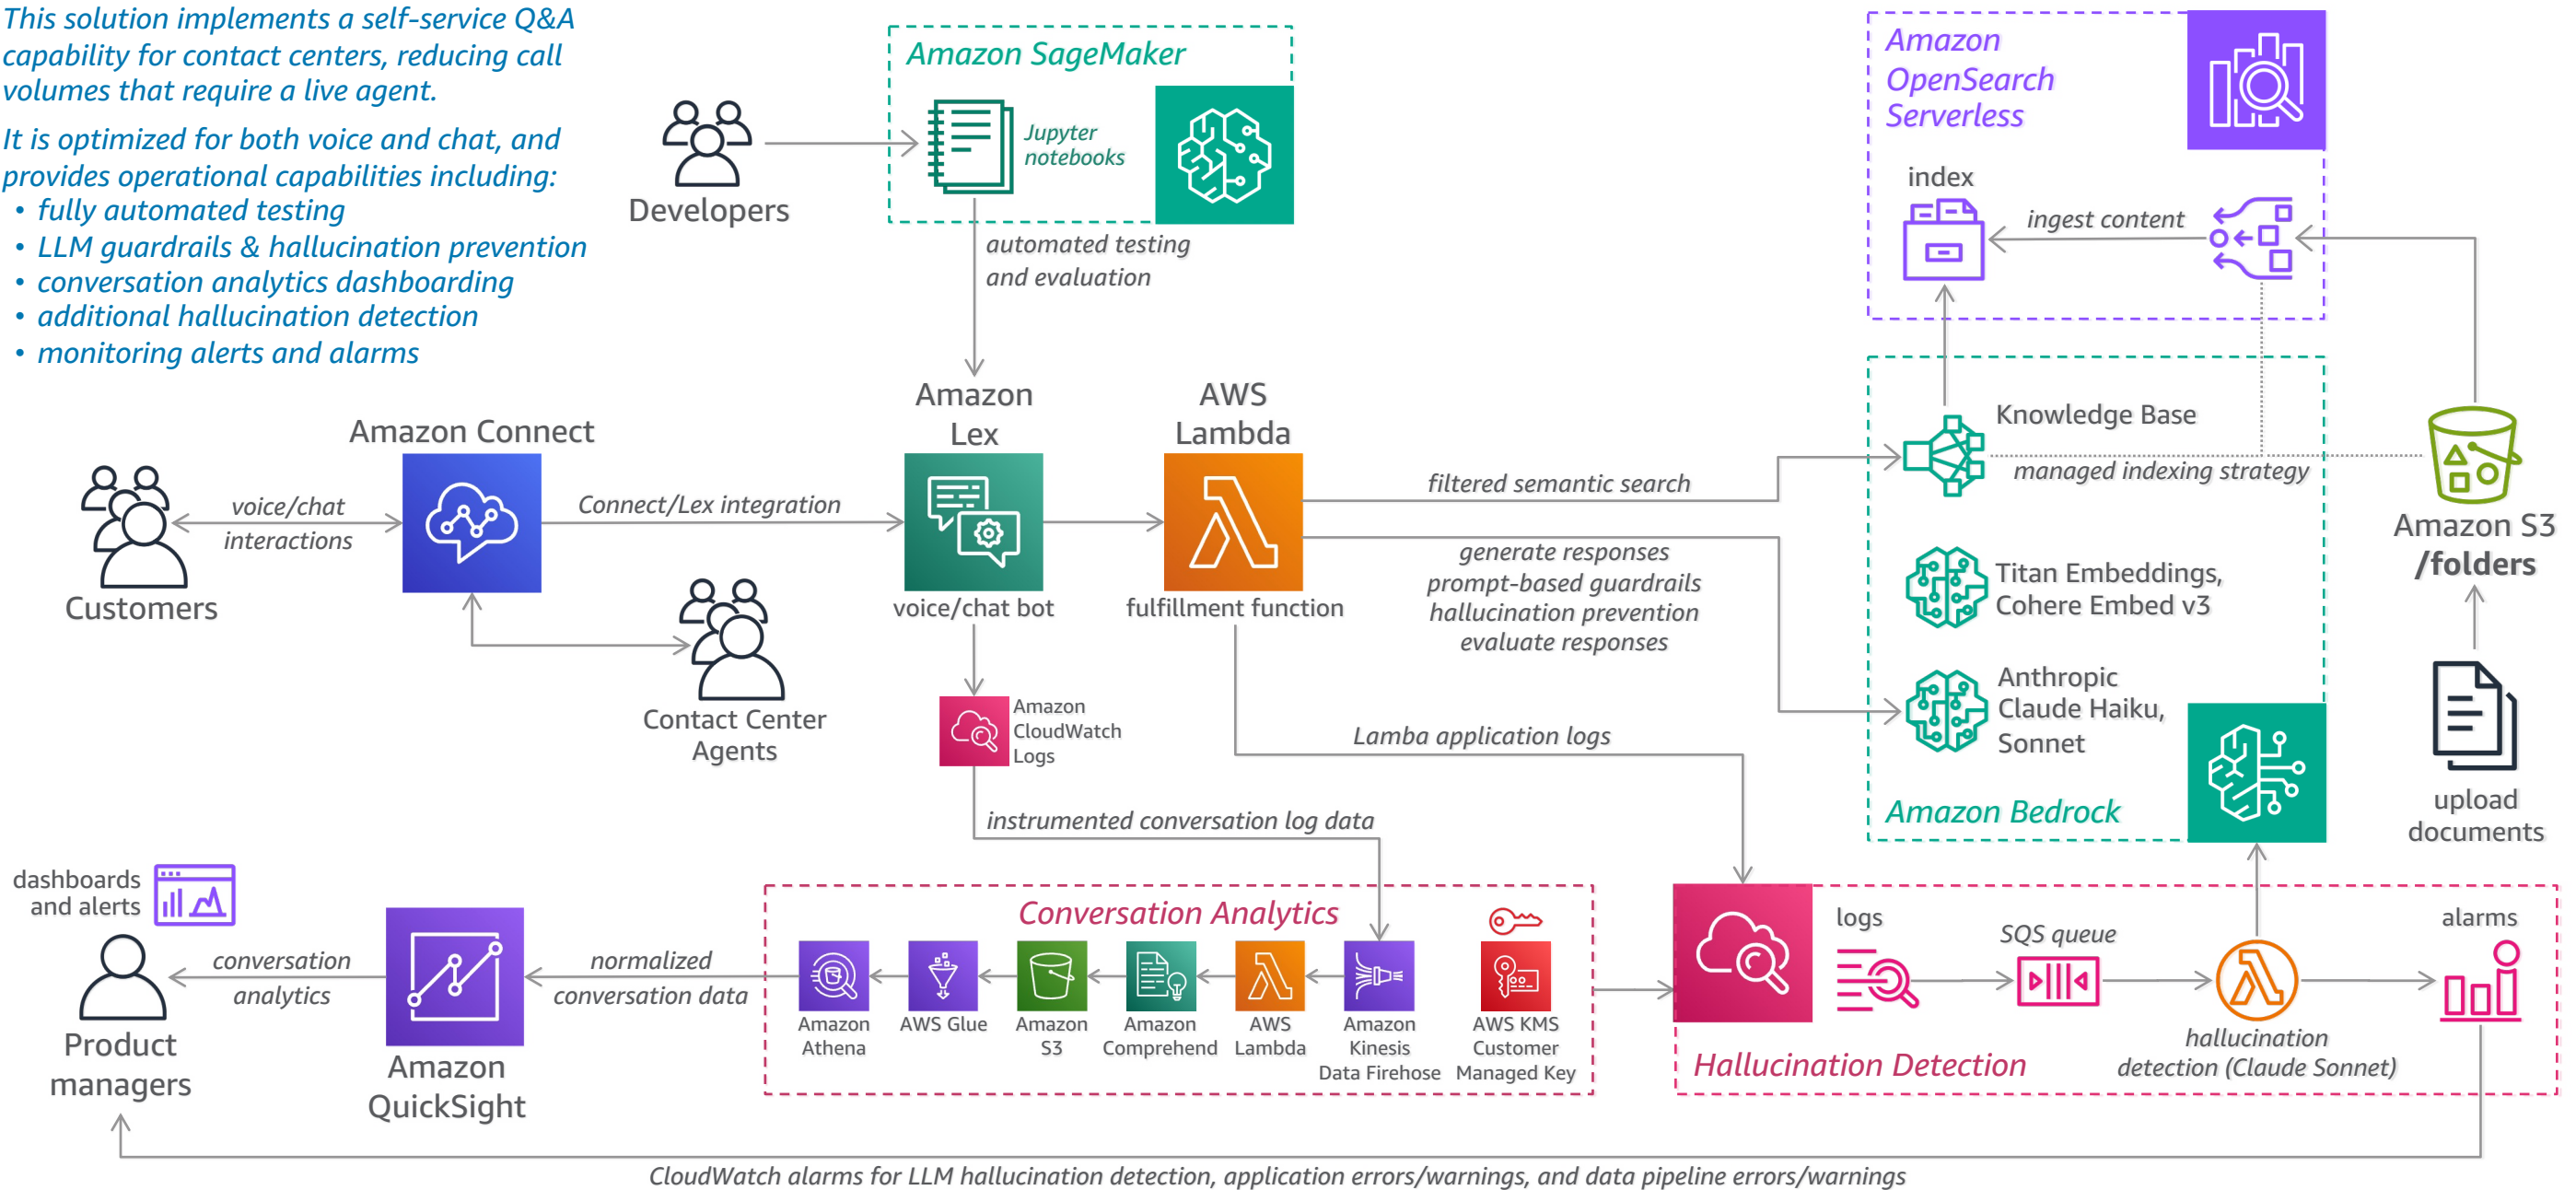 This solution implements a self-service Q&A
capability for contact centers, reducing call
volumes that require a live agent.
It is optimized for both voice and chat, and
provides operational capabilities including:
• fully automated testing
• LLM guardrails & hallucination prevention
• conversation analytics dashboarding
• additional hallucination detection
• monitoring alerts and alarms
Developers
Amazon SageMaker
Jupyter
notebooks
automated testing
and evaluation
Amazon
OpenSearch
Serverless
index
ingest content
Customers
voice/chat
interactions
Amazon Connect
Connect/Lex integration
Contact Center
Agents
Amazon
Lex
voice/chat bot
AWS
Lambda
fulfillment function
filtered semantic search
generate responses
prompt-based guardrails
hallucination prevention
evaluate responses
Knowledge Base
managed indexing strategy
Titan Embeddings,
Cohere Embed v3
Anthropic
Claude Haiku,
Sonnet
Amazon Bedrock
Amazon S3
/folders
upload
documents
Amazon
CloudWatch
Logs
Lamba application logs
instrumented conversation log data
dashboards
and alerts
Product
managers
conversation
analytics
Amazon
QuickSight
normalized
conversation data
Conversation Analytics
Amazon
Athena
AWS Glue
Amazon
S3
Amazon
Comprehend
AWS
Lambda
Amazon
Kinesis
Data Firehose
AWS KMS
Customer
Managed Key
logs
SQS queue
alarms
hallucination
detection (Claude Sonnet)
Hallucination Detection
CloudWatch alarms for LLM hallucination detection, application errors/warnings, and data pipeline errors/warnings